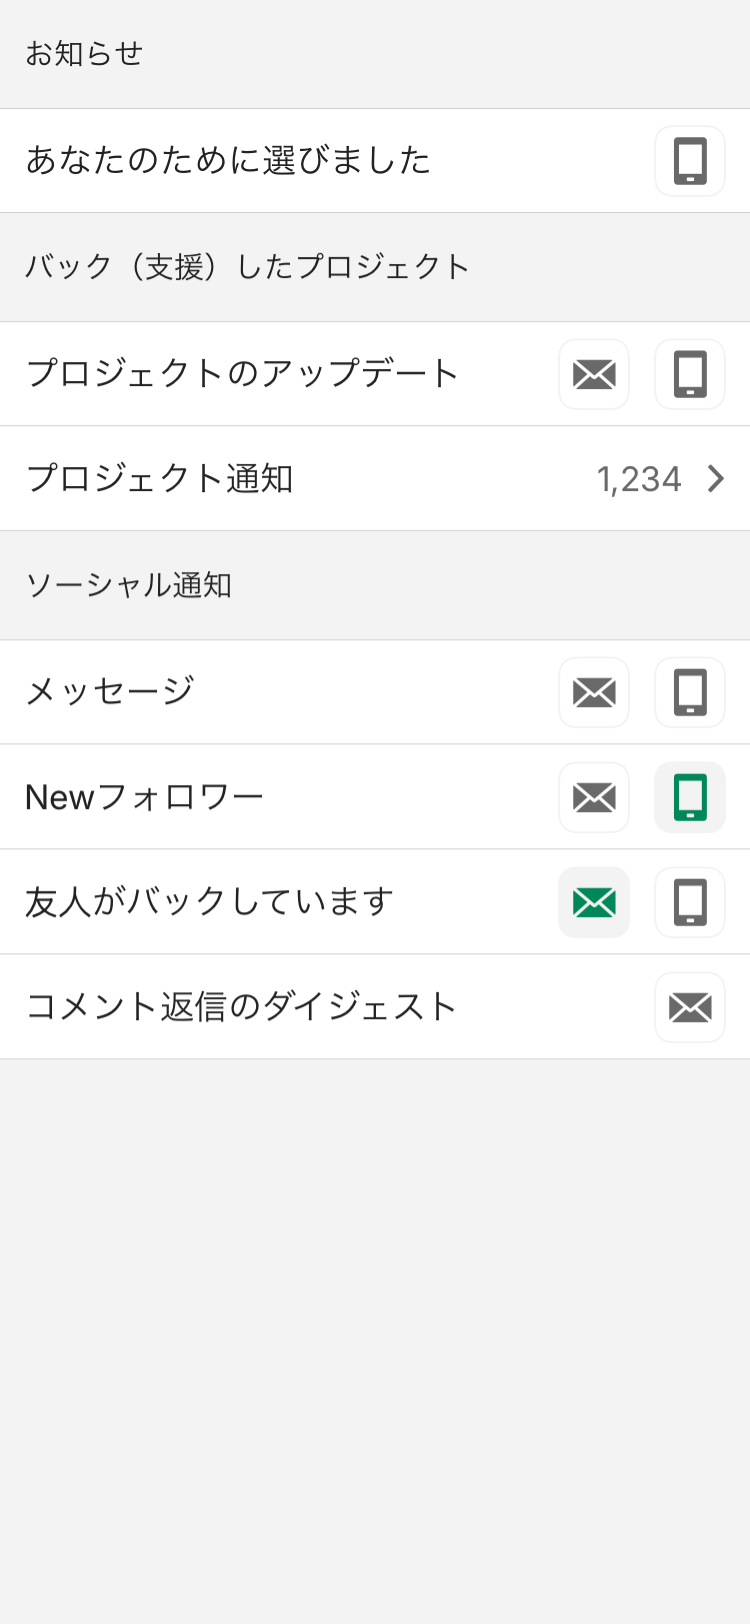 お知らせ
あなたのために選びました
バック（支援）したプロジェクト
プロジェクトのアップデート
プロジェクト通知 1,234
ソーシャル通知
メッセージ
Newフォロワー
友人がバックしています
コメント返信のダイジェスト